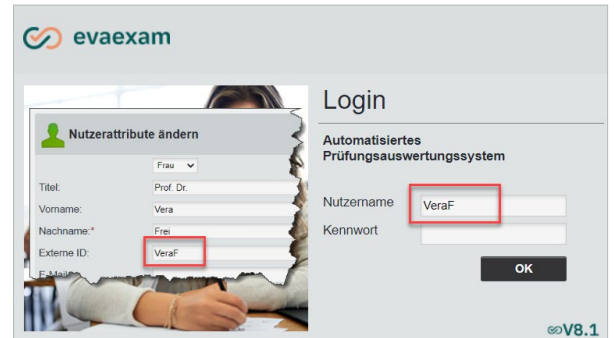 evaexam
Login
Nutzerattribute ändern
Frau
Titel: Prof. Dr.
Vorname: Vera
Nachname:* Frei
Externe ID: VeraF
E-Mail
Automatisiertes
Prüfungsauswertungssystem
Nutzername VeraF
Kennwort
OK
V8.1